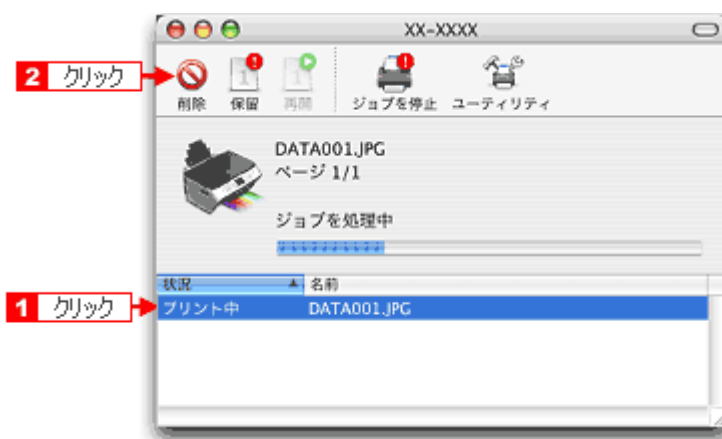 XX-XXXX
2 クリック
削除 保留 再開 ジョブを停止 ユーティリティ
DATA001.JPG
ページ 1/1
ジョブを処理中
状況 名前
1 クリック
プリント中 DATA001.JPG